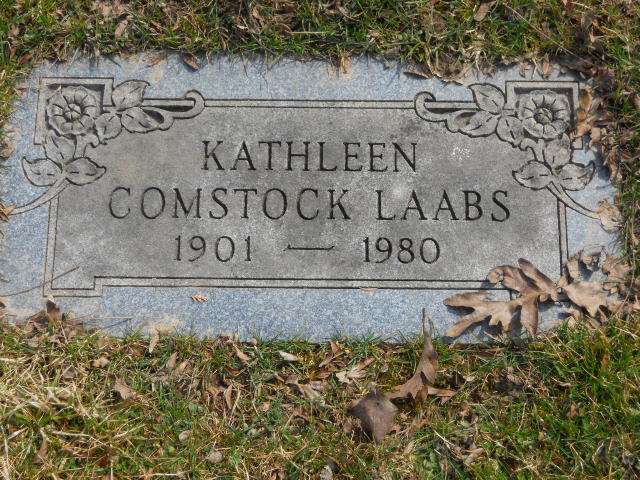 KATHLEEN
COMSTOCK LAABS
1901 — 1980